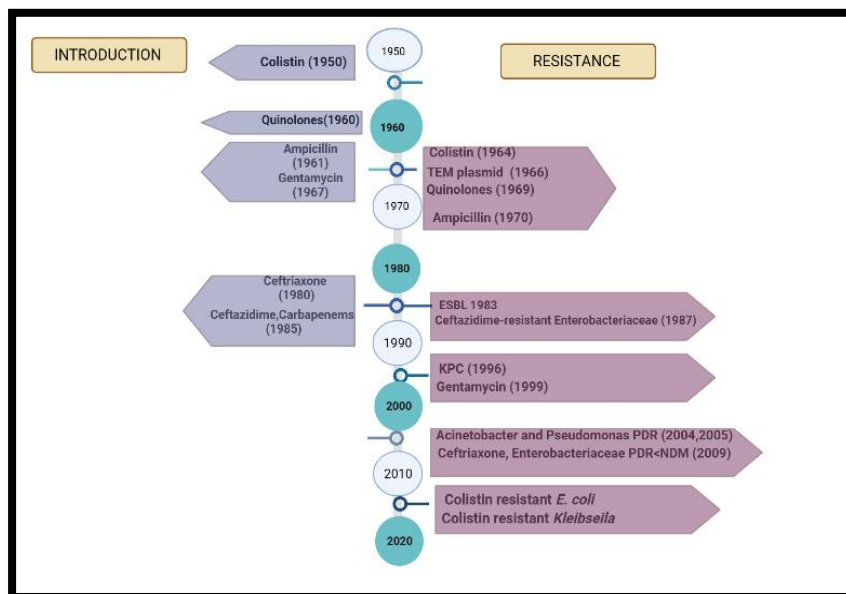 INTRODUCTION
RESISTANCE
1950
Colistin (1950)
Quinolones(1960)
1960
Ampicillin
(1961)
Gentamycin
(1967)
Colistin (1964)
TEM plasmid (1966)
Quinolones (1969)
Ampicillin (1970)
1970
1980
Ceftriaxone
(1980)
Ceftazidime,Carbapenems
(1985)
ESBL 1983
Ceftazidime-resistant Enterobacteriaceae (1987)
1990
KPC (1996)
Gentamycin (1999)
2000
Acinetobacter and Pseudomonas PDR (2004,2005)
Ceftriaxone, Enterobacteriaceae PDR<NDM (2009)
2010
Colistin resistant E. coli
Colistin resistant Kleibseila
2020